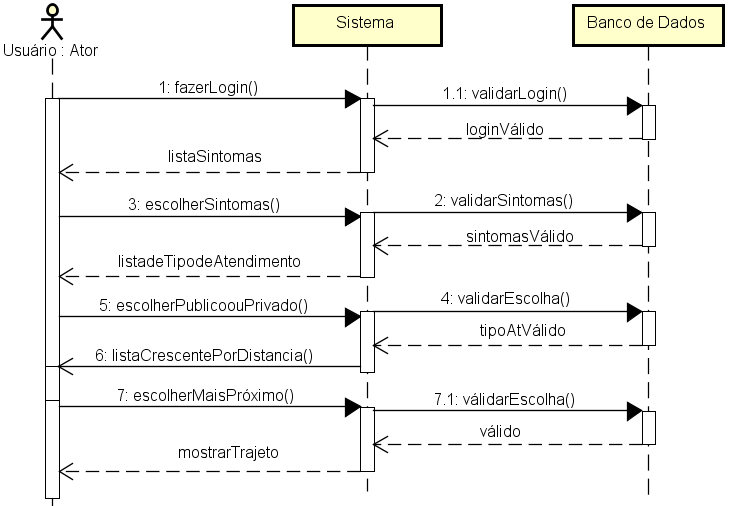 Sistema
Banco de Dados
Usuário : Ator
1: fazerLogin()
1.1: validarLogin()
loginVálido
listaSintomas
3: escolherSintomas()
2: validarSintomas()
sintomasVálido
listadeTipodeAtendimento
5: escolherPublicoouPrivado()
4: validarEscolha()
tipoAtVálido
6: listaCrescentePorDistancia()
7: escolherMaisPróximo()
7.1: válidarEscolha()
válido
mostrarTrajeto